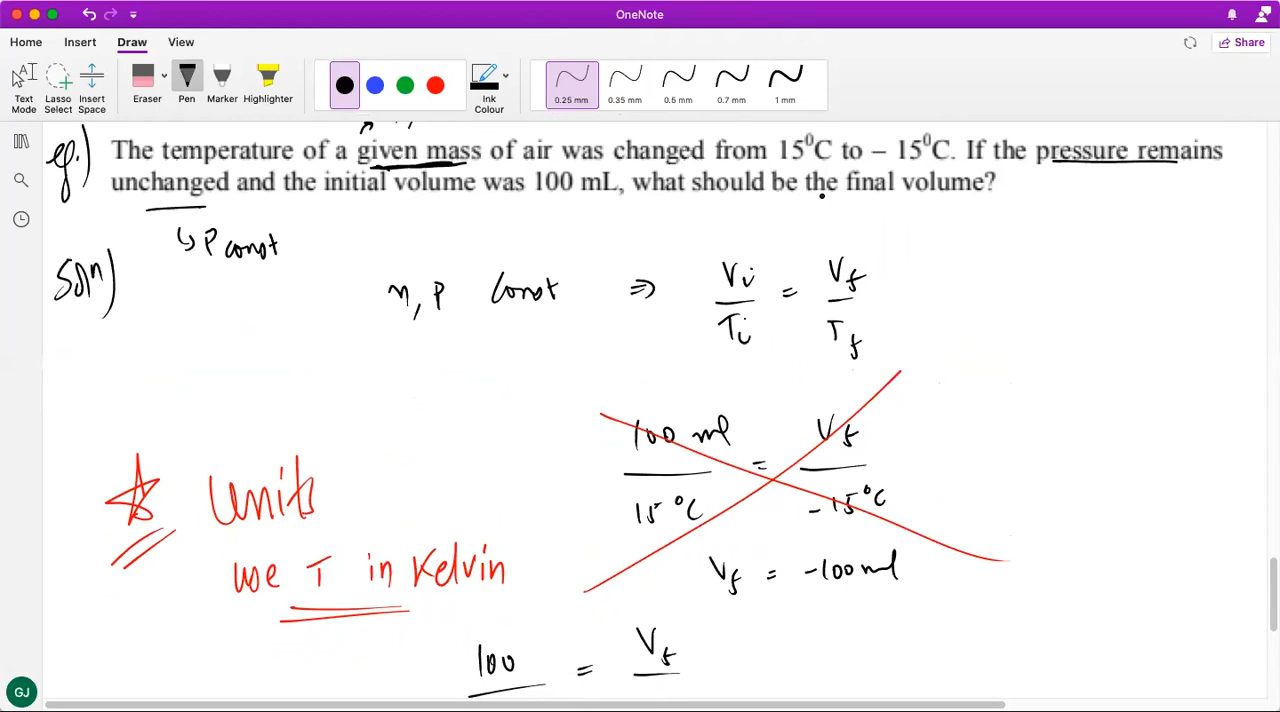 OneNote
Home Insert Draw View
Share
Text Mode
Lasso Select
Insert Space
Eraser
Pen
Marker
Highlighter
0.25 mm
0.35 mm
0.5 mm
0.7 mm
1 mm
Ink Colour
eg.) The temperature of a given mass of air was changed from 15⁰C to – 15⁰C. If the pressure remains
unchanged and the initial volume was 100 mL, what should be the final volume?
↳ P const
Solⁿ)
n, P const ⇒ Vi/Ti = Vf/Tf
100 ml / 15°C = Vf / -15°C
Vf = -100 ml
☆ Units
use T in Kelvin
100 = Vf
GJ